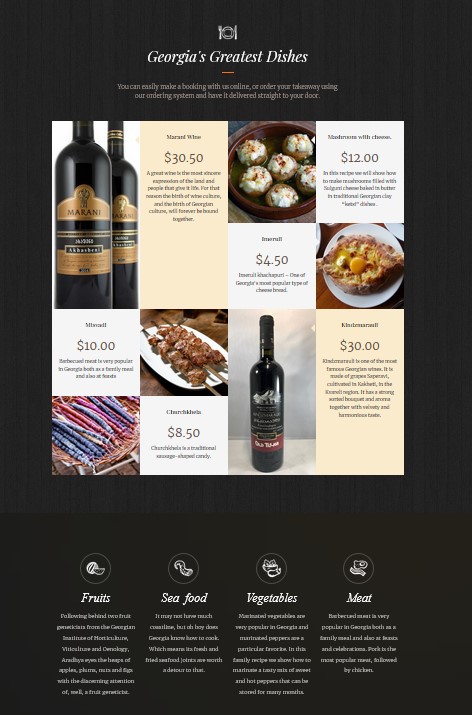 Georgia's Greatest Dishes
You can easily make a booking with us online, or order your takeaway using
our ordering system and have it delivered straight to your door.
MARANI
Marani Wine
$30.50
A great wine is the most sincere
expression of the land and
people that give it life. For that
reason the birth of wine culture,
and the birth of Georgian
culture, will forever be bound
together.
Mashroom with cheese.
$12.00
In this recipe we will show how
to make mushrooms filled with
Sulguni cheese baked in butter
in traditional Georgian clay
"ketsi" dishes.
Imeruli
$4.50
Imeruli khachapuri – One of
Georgia's most popular type of
cheese bread.
Mtsvadi
$10.00
Barbecued meat is very popular
in Georgia both as a family meal
and also at feasts
Churchkhela
$8.50
Churchkhela is a traditional
sausage-shaped candy.
Kindzmarauli
$30.00
Kindzmarauli is one of the most
famous Georgian wines. It is
made of grapes Saperavi,
cultivated in Kakheti, in the
Kvareli region. It has a strong
sorted bouquet and aroma
together with velvety and
harmonious taste.
Fruits
Following behind two fruit
geneticists from the Georgian
Institute of Horticulture,
Viticulture and Oenology,
Anadbya eyes the heaps of
apples, plums, nuts and figs
with the discerning attention
of, well, a fruit geneticist.
Sea food
It may not have much
coastline, but oh boy does
Georgia know how to cook.
Which means its fresh and
fried seafood joints are worth
a detour to that.
Vegetables
Marinated vegetables are
very popular in Georgia and
marinated peppers are a
particular favorite. In this
family recipe we show how to
marinate a tasty mix of sweet
and hot peppers that can be
stored for many months.
Meat
Barbecued meat is very
popular in Georgia both as a
family meal and also at feasts
and celebrations. Pork is the
most popular meat, followed
by chicken.